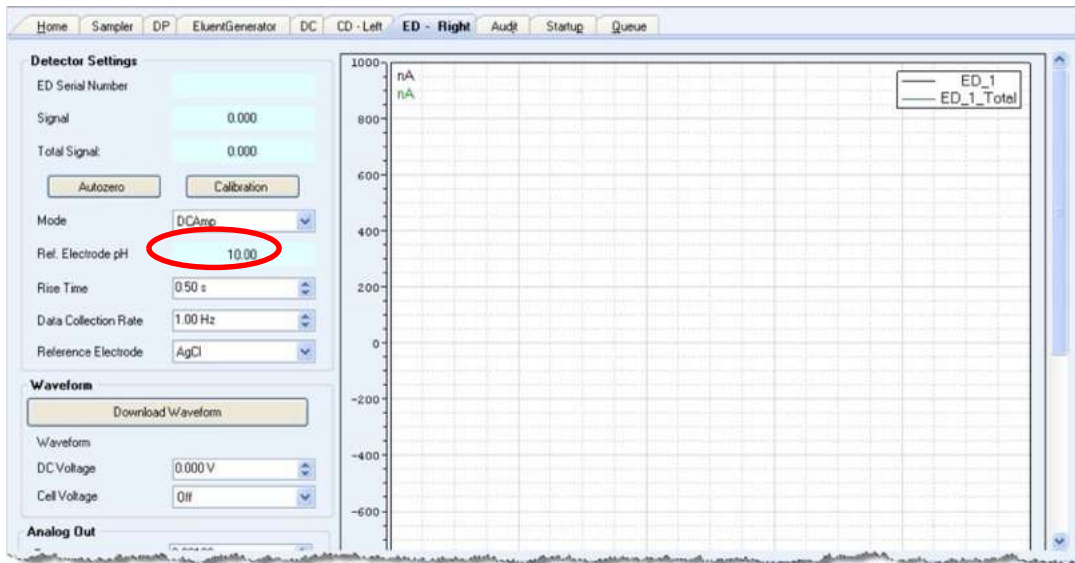 Home Sampler DP EluentGenerator DC CD - Left ED - Right Audit Startup Queue
Detector Settings
ED Serial Number
Signal 0.000
Total Signal: 0.000
Autozero Calibration
Mode DCAmp
Ref. Electrode pH 10.00
Rise Time 0.50 s
Data Collection Rate 1.00 Hz
Reference Electrode AgCl
Waveform
Download Waveform
Waveform
DC Voltage 0.000 V
Cell Voltage Off
Analog Out
1000
nA
nA
ED_1
ED_1_Total
800
600
400
200
0
-200
-400
-600